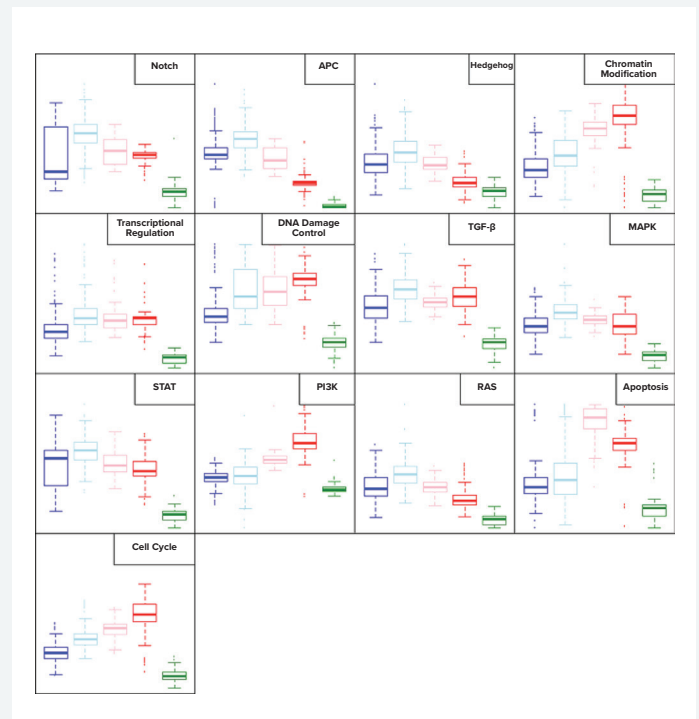 Notch
APC
Hedgehog
Chromatin
Modification
Transcriptional
Regulation
DNA Damage
Control
TGF-β
MAPK
STAT
PI3K
RAS
Apoptosis
Cell Cycle